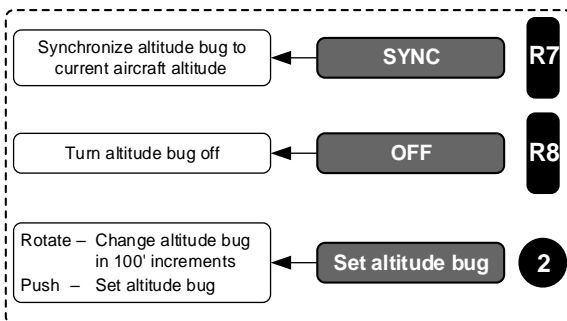 Synchronize altitude bug to
current aircraft altitude
SYNC
R7
Turn altitude bug off
OFF
R8
Rotate – Change altitude bug
in 100' increments
Push – Set altitude bug
Set altitude bug
2